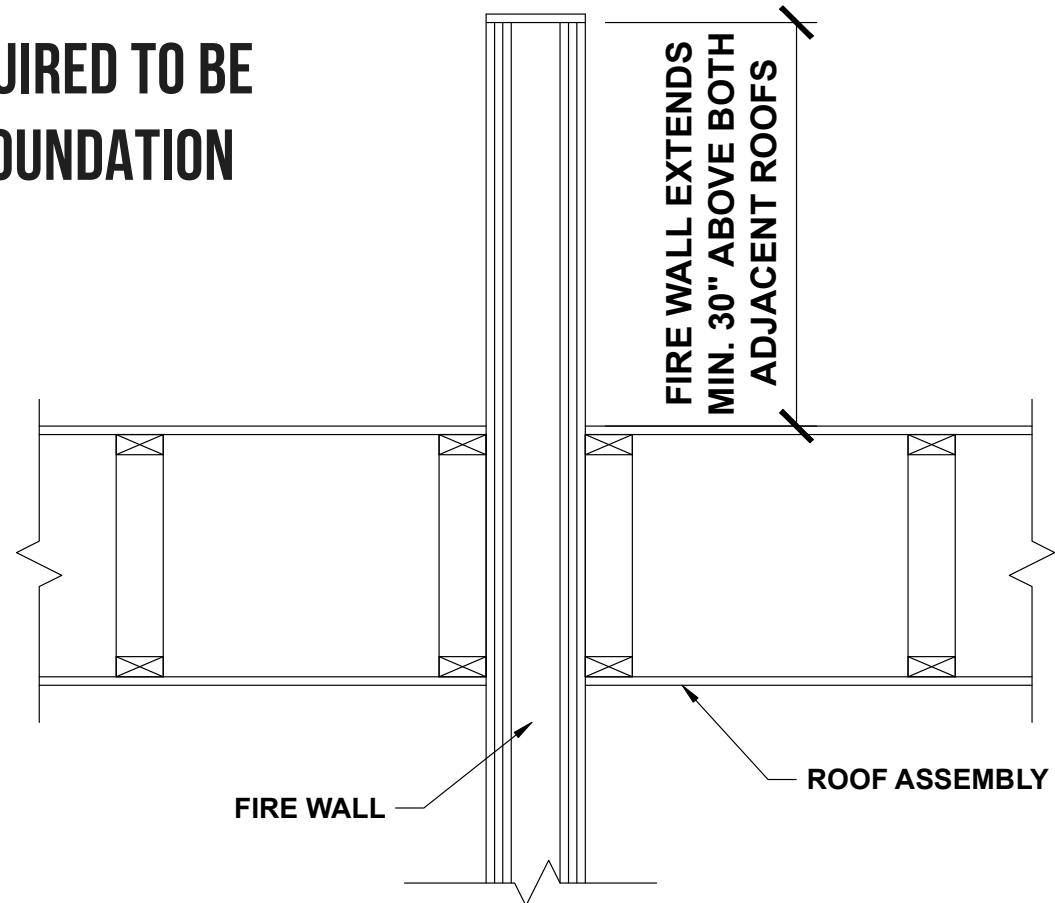 UIRED TO BE
OUNDATION
FIRE WALL EXTENDS
MIN. 30" ABOVE BOTH
ADJACENT ROOFS
FIRE WALL
ROOF ASSEMBLY